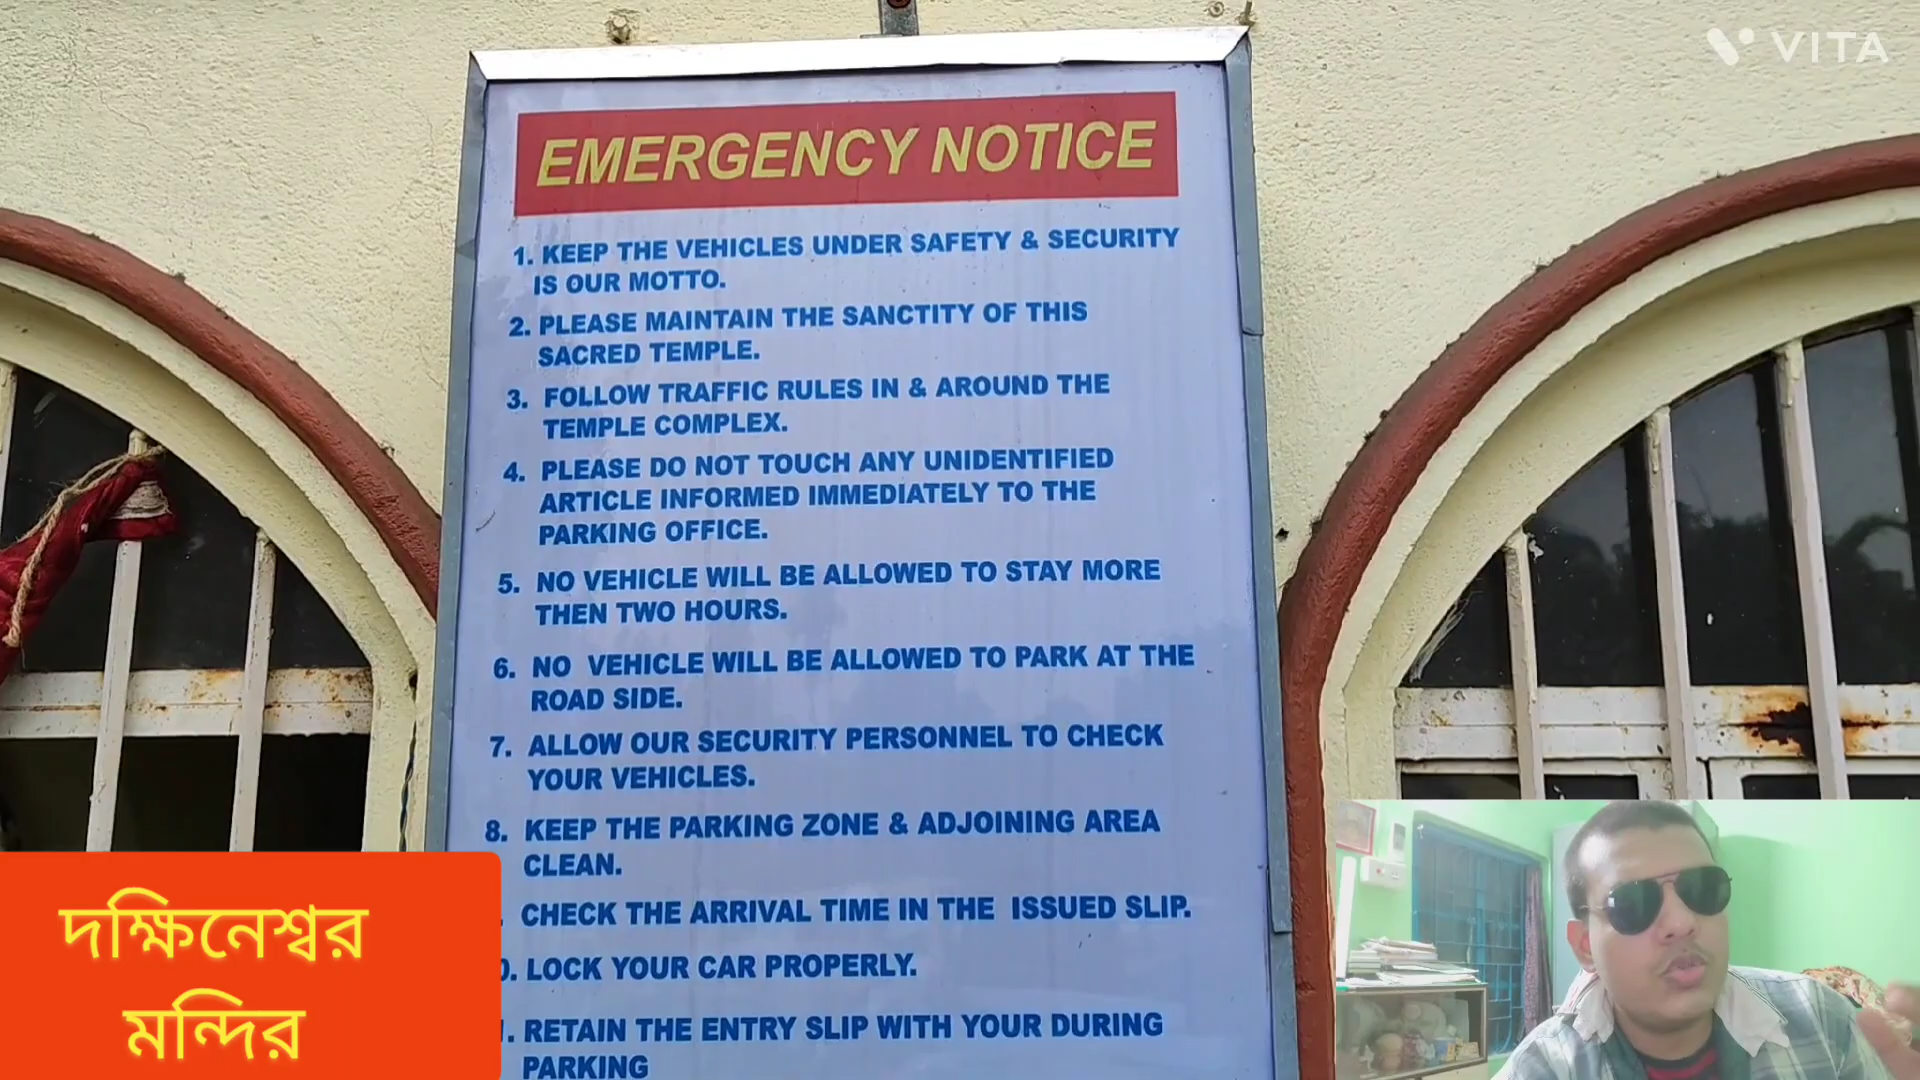 VITA
EMERGENCY NOTICE
1. KEEP THE VEHICLES UNDER SAFETY & SECURITY
IS OUR MOTTO.
2. PLEASE MAINTAIN THE SANCTITY OF THIS
SACRED TEMPLE.
3. FOLLOW TRAFFIC RULES IN & AROUND THE
TEMPLE COMPLEX.
4. PLEASE DO NOT TOUCH ANY UNIDENTIFIED
ARTICLE INFORMED IMMEDIATELY TO THE
PARKING OFFICE.
5. NO VEHICLE WILL BE ALLOWED TO STAY MORE
THEN TWO HOURS.
6. NO VEHICLE WILL BE ALLOWED TO PARK AT THE
ROAD SIDE.
7. ALLOW OUR SECURITY PERSONNEL TO CHECK
YOUR VEHICLES.
8. KEEP THE PARKING ZONE & ADJOINING AREA
CLEAN.
CHECK THE ARRIVAL TIME IN THE ISSUED SLIP.
LOCK YOUR CAR PROPERLY.
RETAIN THE ENTRY SLIP WITH YOUR DURING
PARKING
দক্ষিনেশ্বর
মন্দির